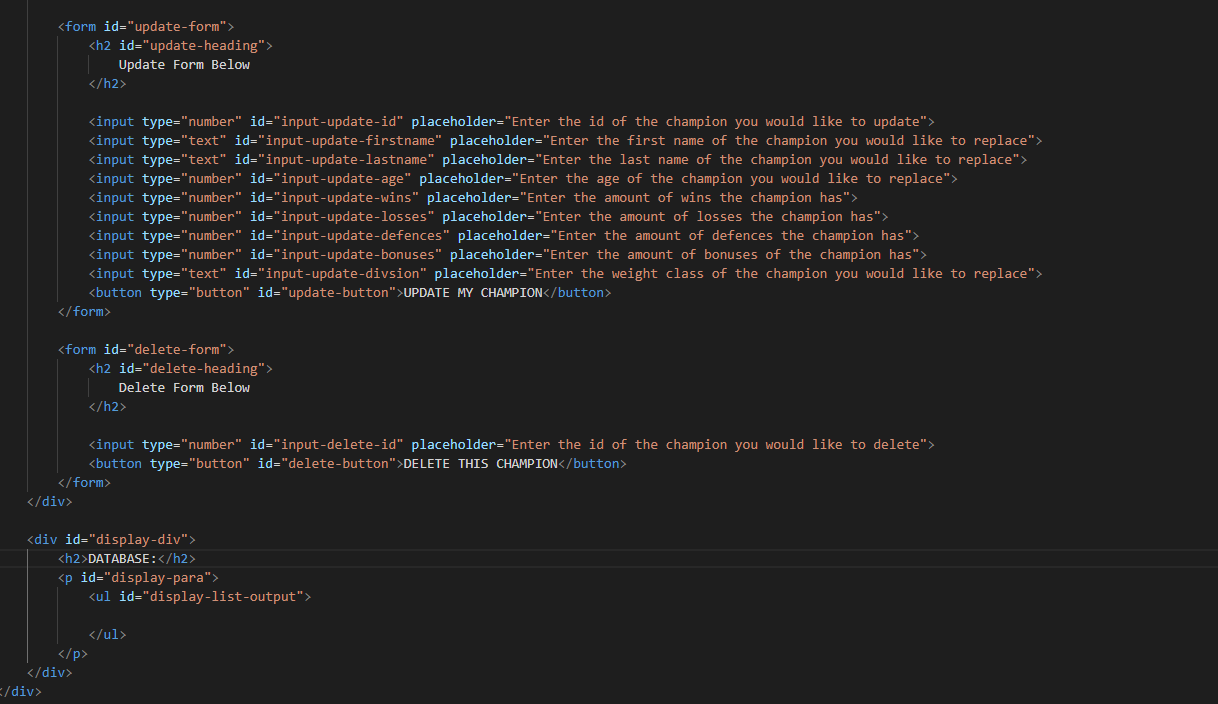 <form id="update-form">
<h2 id="update-heading">
Update Form Below
</h2>
<input type="number" id="input-update-id" placeholder="Enter the id of the champion you would like to update">
<input type="text" id="input-update-firstname" placeholder="Enter the first name of the champion you would like to replace">
<input type="text" id="input-update-lastname" placeholder="Enter the last name of the champion you would like to replace">
<input type="number" id="input-update-age" placeholder="Enter the age of the champion you would like to replace">
<input type="number" id="input-update-wins" placeholder="Enter the amount of wins the champion has">
<input type="number" id="input-update-losses" placeholder="Enter the amount of losses the champion has">
<input type="number" id="input-update-defences" placeholder="Enter the amount of defences the champion has">
<input type="number" id="input-update-bonuses" placeholder="Enter the amount of bonuses of the champion has">
<input type="text" id="input-update-divsion" placeholder="Enter the weight class of the champion you would like to replace">
<button type="button" id="update-button">UPDATE MY CHAMPION</button>
</form>
<form id="delete-form">
<h2 id="delete-heading">
Delete Form Below
</h2>
<input type="number" id="input-delete-id" placeholder="Enter the id of the champion you would like to delete">
<button type="button" id="delete-button">DELETE THIS CHAMPION</button>
</form>
</div>
<div id="display-div">
<h2>DATABASE:</h2>
<p id="display-para">
<ul id="display-list-output">
</ul>
</p>
</div>
</div>